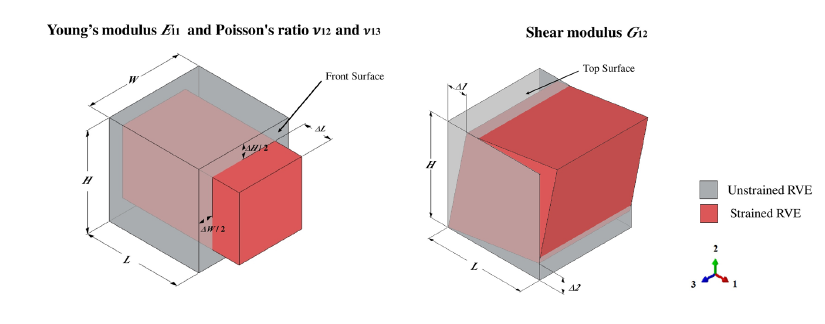 Young's modulus E11 and Poisson's ratio ν12 and ν13
Shear modulus G12
W
Front Surface
ΔL
ΔH/2
H
ΔW/2
L
Δ1
Top Surface
H
L
Δ2
Unstrained RVE
Strained RVE
2
3
1